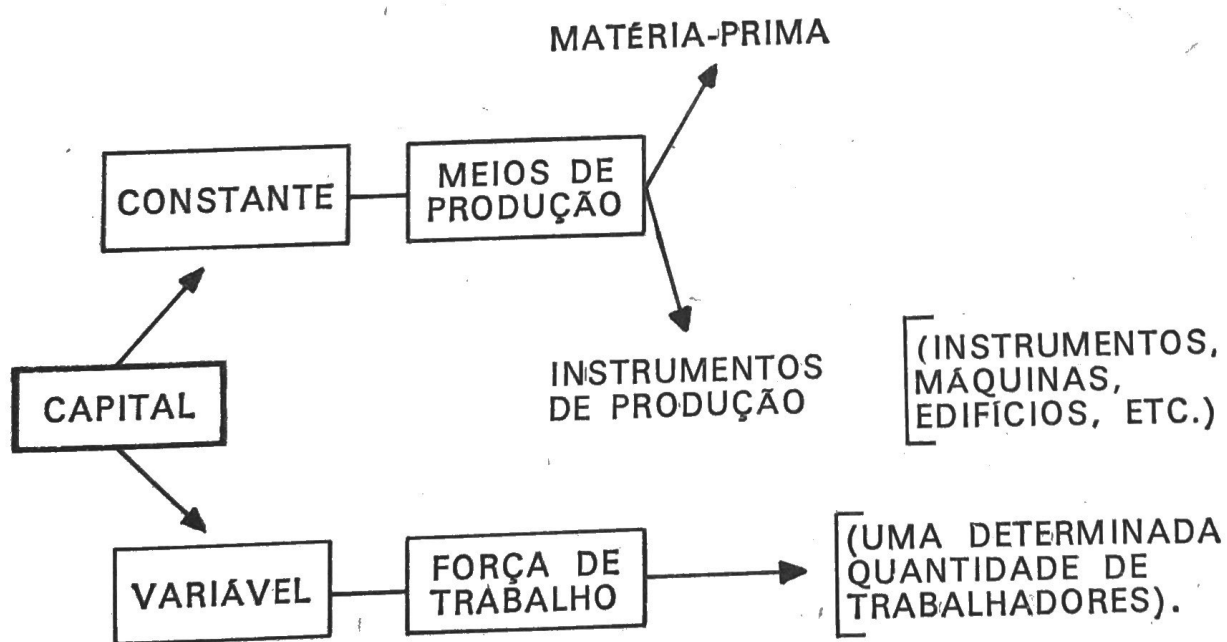 MATÉRIA-PRIMA
CONSTANTE
MEIOS DE
PRODUÇÃO
CAPITAL
INSTRUMENTOS
DE PRODUÇÃO
(INSTRUMENTOS,
MÁQUINAS,
EDIFÍCIOS, ETC.)
VARIÁVEL
FORÇA DE
TRABALHO
(UMA DETERMINADA
QUANTIDADE DE
TRABALHADORES).